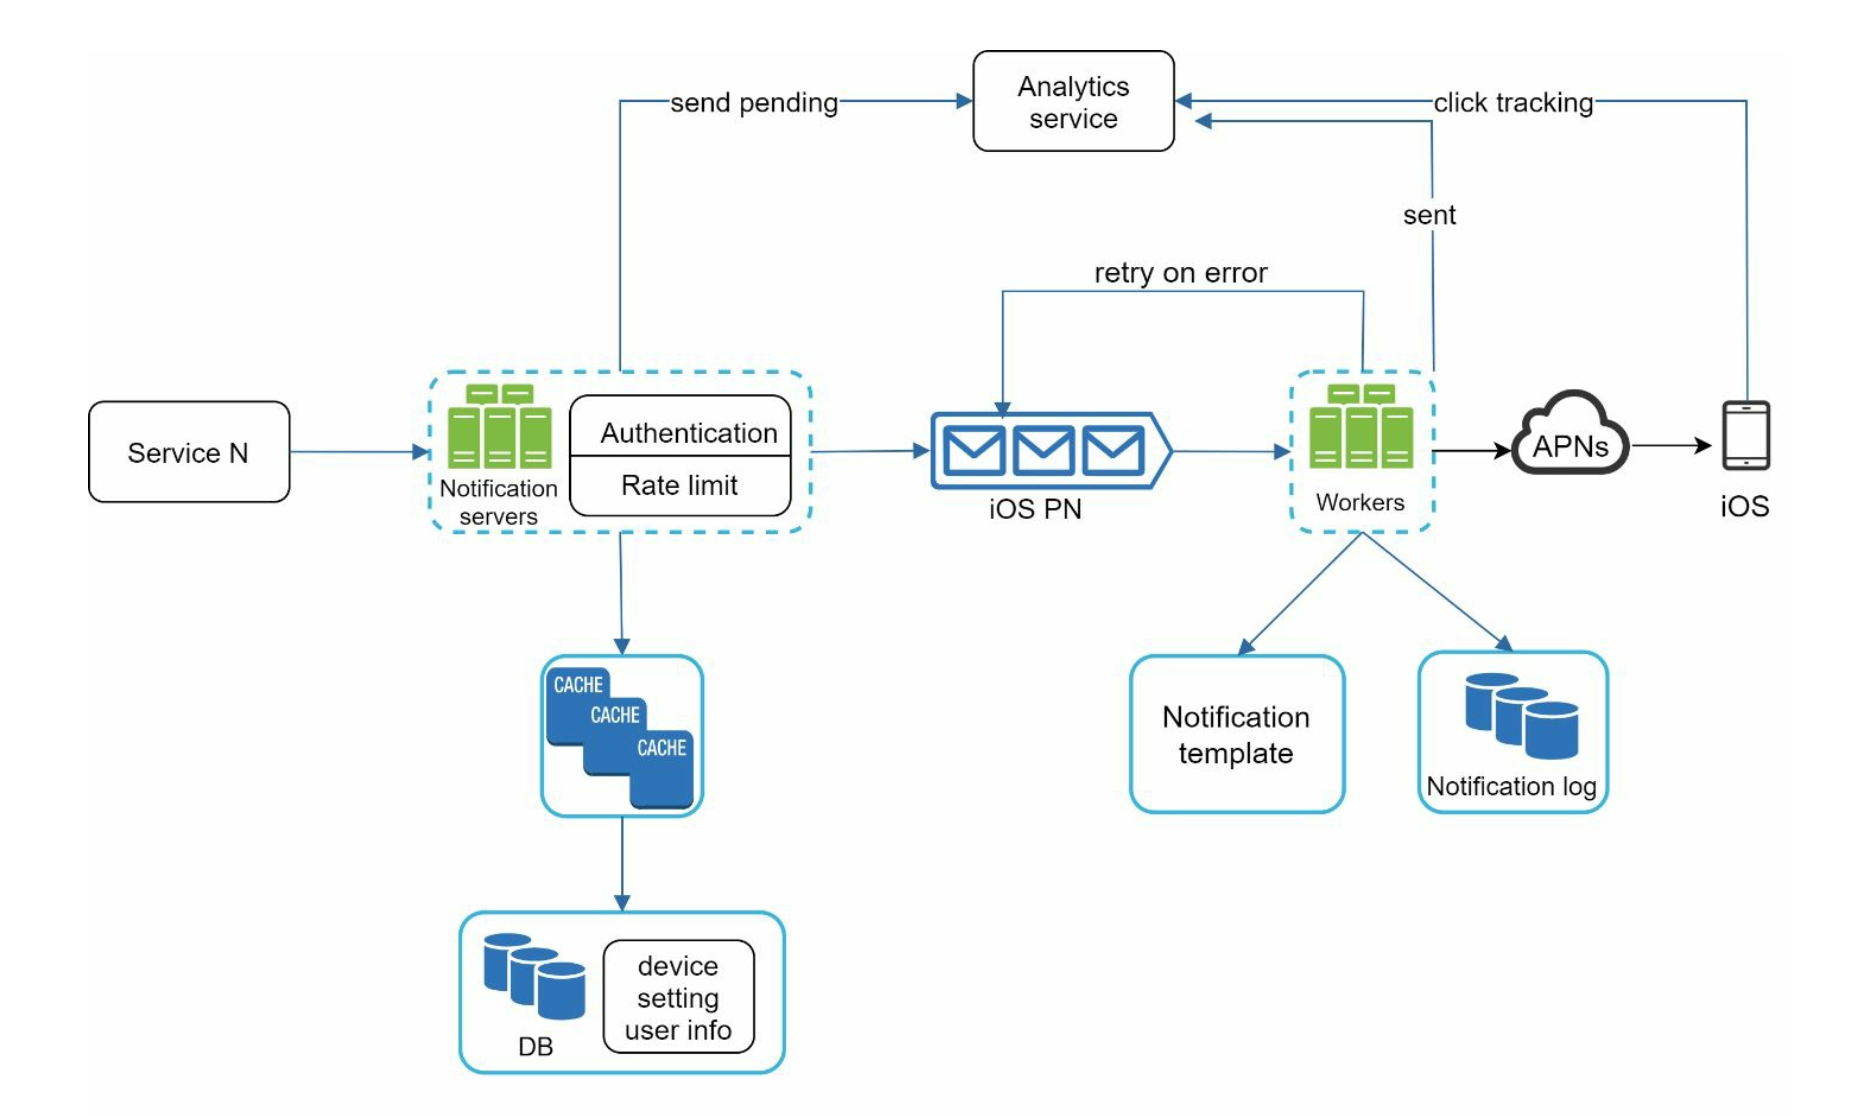 Analytics
service
send pending
click tracking
sent
retry on error
Service N
Notification
servers
Authentication
Rate limit
iOS PN
Workers
APNs
iOS
CACHE
CACHE
CACHE
Notification
template
Notification log
DB
device
setting
user info